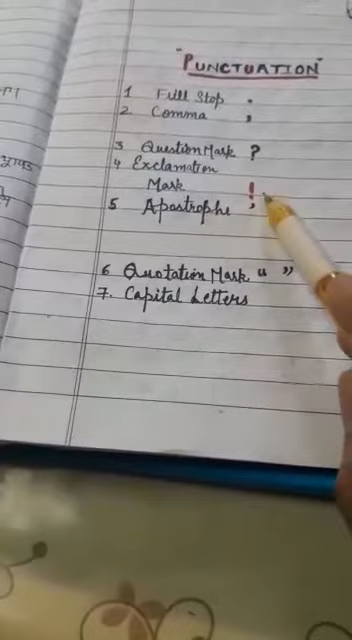 "PUNCTUATION"
1 Full Stop .
2 Comma ,
3 Question Mark ?
4 Exclamation
Mark !
5 Apostrophe '
6 Quotation Mark “ ”
7. Capital Letters